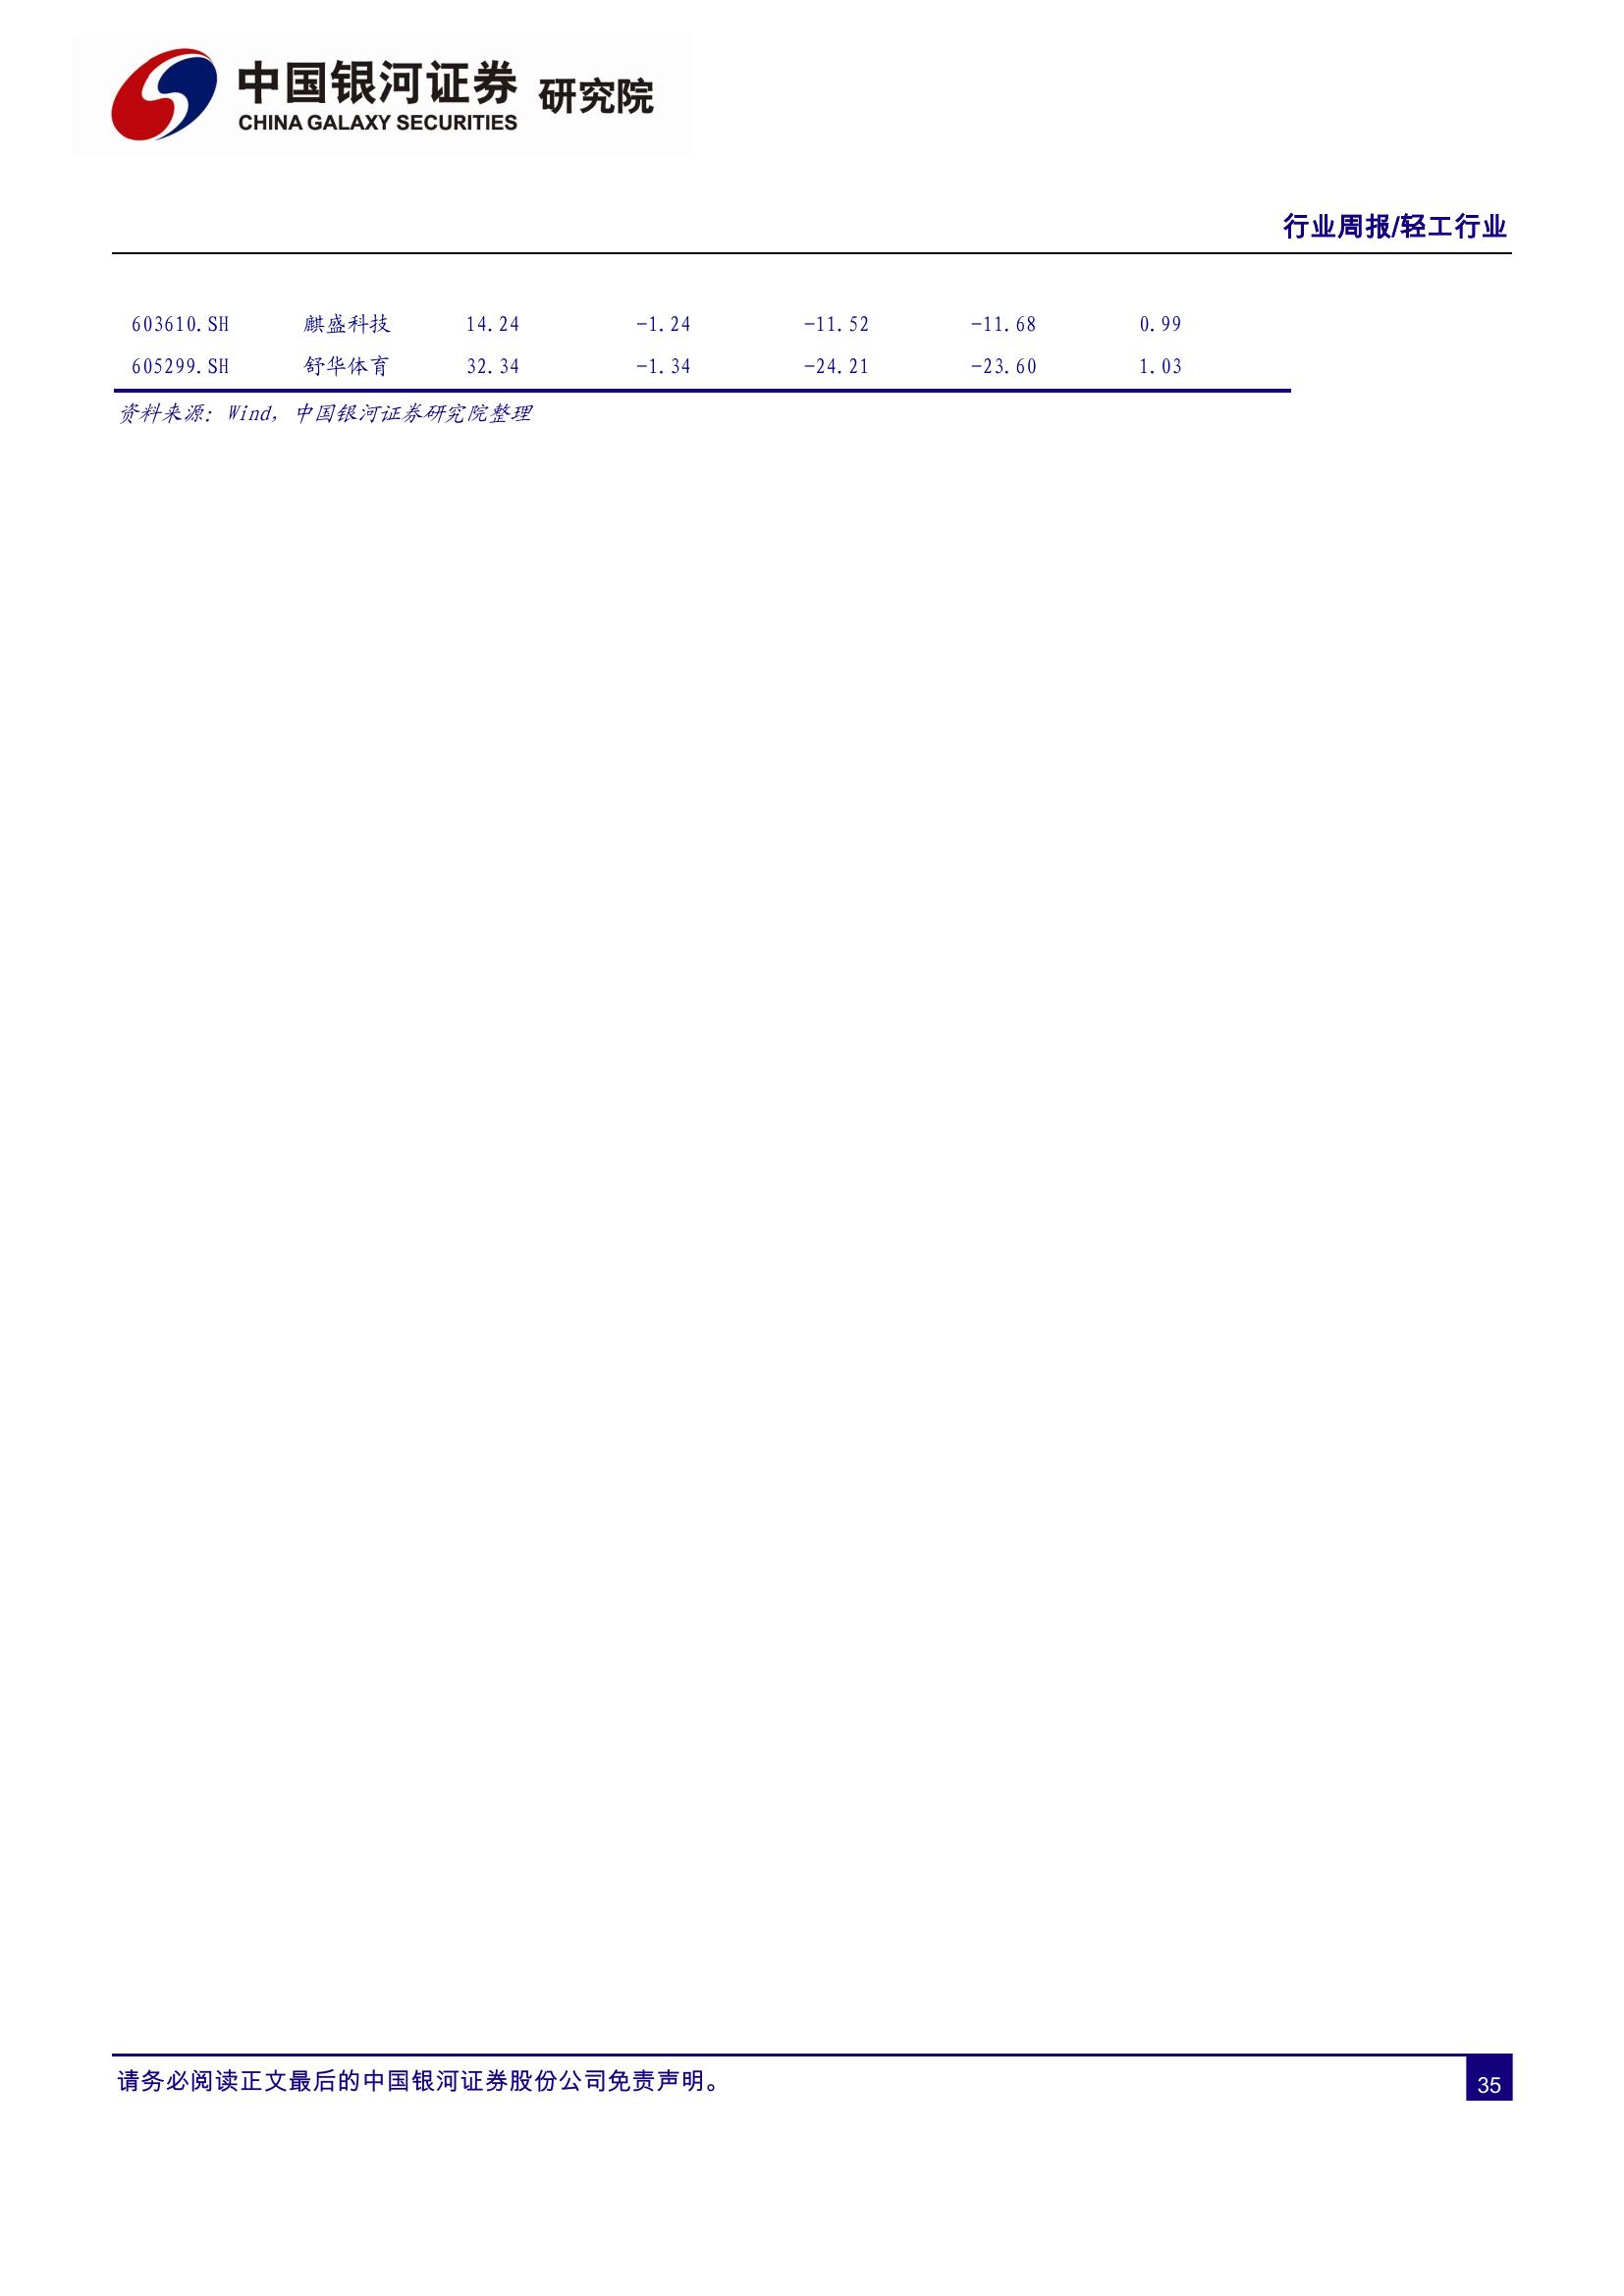 中国银河证券 研究院
CHINA GALAXY SECURITIES
行业周报/轻工行业
603610.SH 麒盛科技 14.24 -1.24 -11.52 -11.68 0.99
605299.SH 舒华体育 32.34 -1.34 -24.21 -23.60 1.03
资料来源：Wind，中国银河证券研究院整理
请务必阅读正文最后的中国银河证券股份公司免责声明。
35